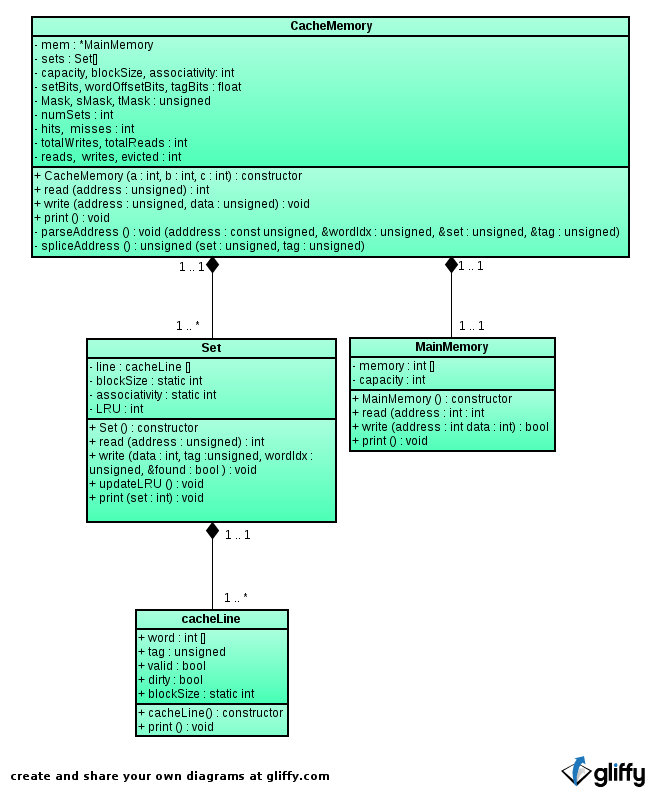 CacheMemory
- mem : *MainMemory
- sets : Set[]
- capacity, blockSize, associativity: int
- setBits, wordOffsetBits, tagBits : float
- Mask, sMask, tMask : unsigned
- numSets : int
- hits, misses : int
- totalWrites, totalReads : int
- reads, writes, evicted : int
+ CacheMemory (a : int, b : int, c : int) : constructor
+ read (address : unsigned) : int
+ write (address : unsigned, data : unsigned) : void
+ print () : void
- parseAddress () : void (adddress : const unsigned, &wordIdx : unsigned, &set : unsigned, &tag : unsigned)
- spliceAddress () : unsigned (set : unsigned, tag : unsigned)
1 .. 1
1 .. 1
1 .. *
1 .. 1
Set
- line : cacheLine []
- blockSize : static int
- associativity : static int
- LRU : int
+ Set () : constructor
+ read (address : unsigned) : int
+ write (data : int, tag :unsigned, wordIdx :
unsigned, &found : bool ) : void
+ updateLRU () : void
+ print (set : int) : void
MainMemory
- memory : int []
- capacity : int
+ MainMemory () : constructor
+ read (address : int : int
+ write (address : int data : int) : bool
+ print () : void
1 .. 1
1 .. *
cacheLine
+ word : int []
+ tag : unsigned
+ valid : bool
+ dirty : bool
+ blockSize : static int
+ cacheLine() : constructor
+ print () : void
create and share your own diagrams at gliffy.com
gliffy